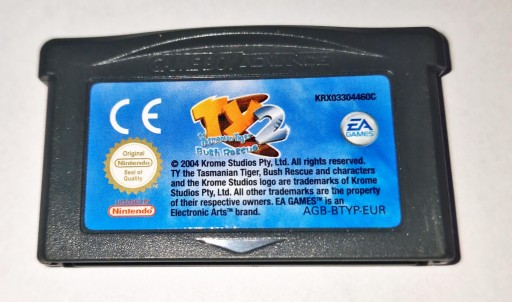 GAME BOY ADVANCE
KRX03304460C
CE
TY 2
the Tasmanian Tiger
Bush Rescue
EA
GAMES
Original
Nintendo
Seal of
Quality
© 2004 Krome Studios Pty, Ltd. All rights reserved.
TY the Tasmanian Tiger, Bush Rescue and characters
and the Krome Studios logo are trademarks of Krome
Studios Pty, Ltd. All other trademarks are the property
of their respective owners. EA GAMES™ is an
Electronic Arts™ brand.
Nintendo
AGB-BTYP-EUR